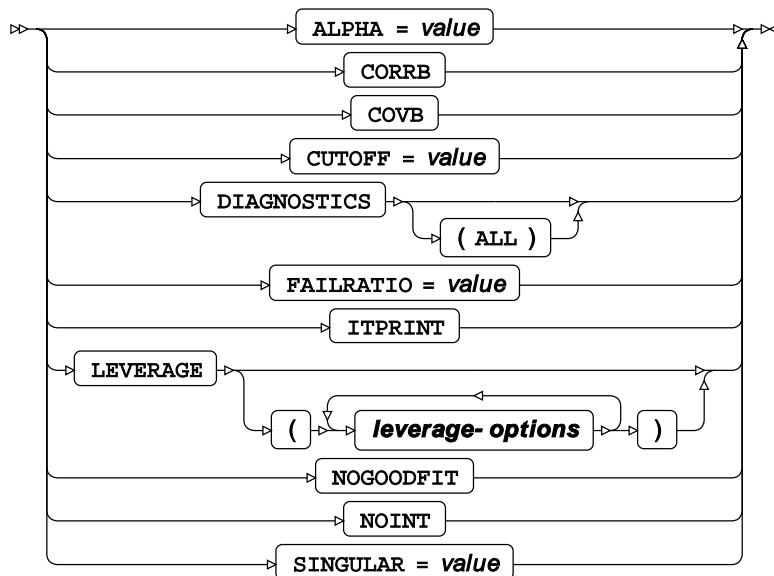 ALPHA = value
CORRB
COVB
CUTOFF = value
DIAGNOSTICS
( ALL )
FAILRATIO = value
ITPRINT
LEVERAGE
( leverage- options )
NOGOODFIT
NOINT
SINGULAR = value